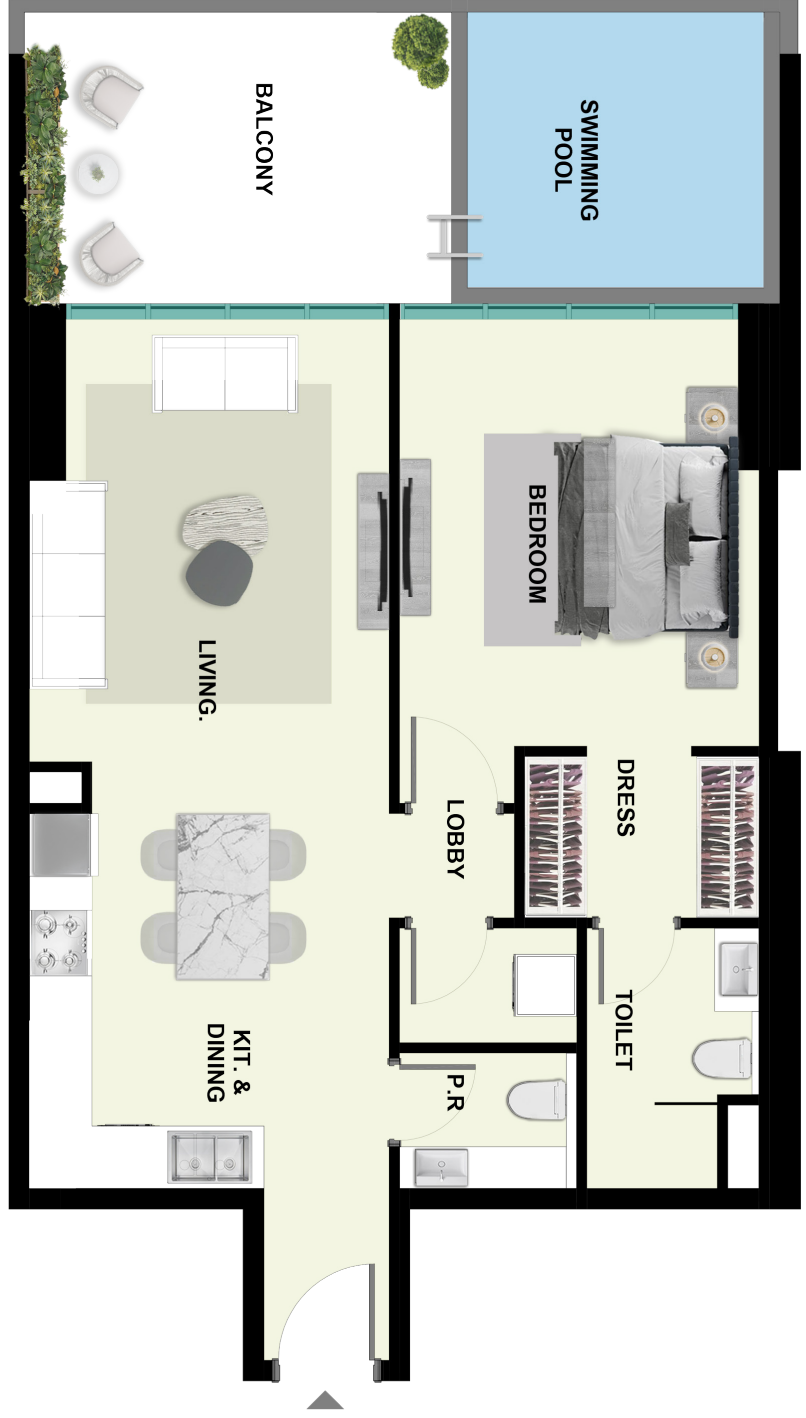 BALCONY
SWIMMING
POOL
BEDROOM
LIVING.
DRESS
LOBBY
TOILET
KIT. &
DINING
P.R